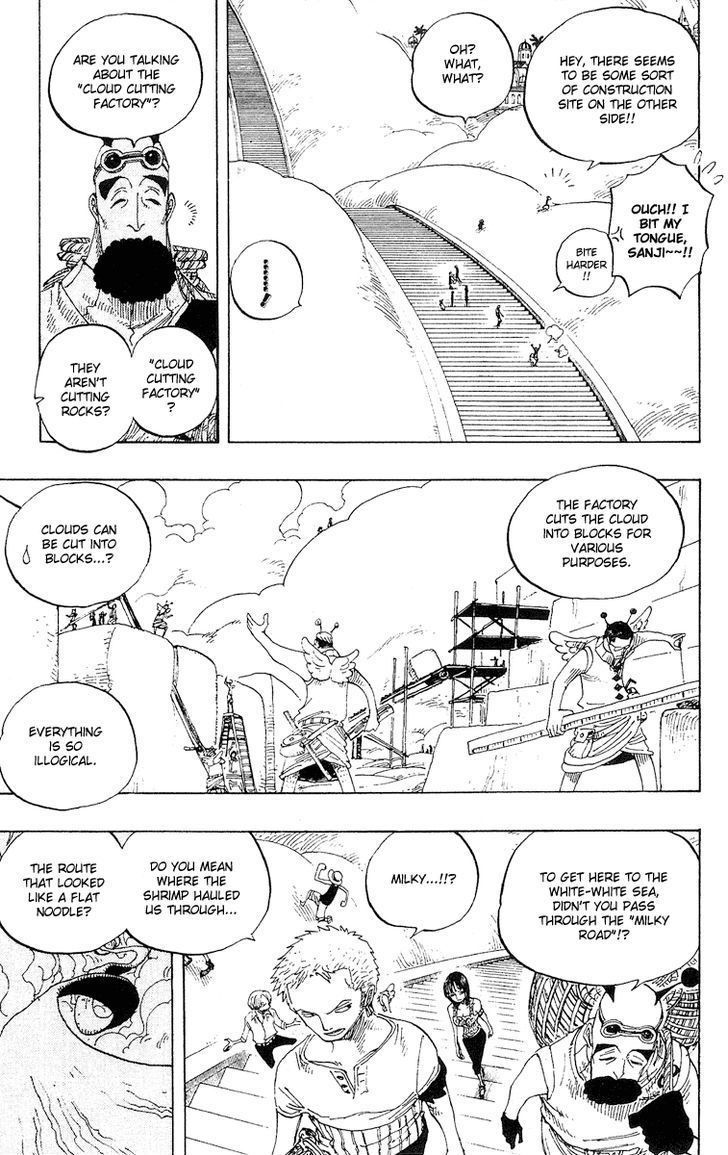 HEY, THERE SEEMS
TO BE SOME SORT
OF CONSTRUCTION
SITE ON THE OTHER
SIDE!!
OH?
WHAT,
WHAT?
OUCH!! I
BIT MY
TONGUE,
SANJI~~!!
BITE
HARDER
!!
ARE YOU TALKING
ABOUT THE
"CLOUD CUTTING
FACTORY"?
"CLOUD
CUTTING
FACTORY"
?
THEY
AREN'T
CUTTING
ROCKS?
THE FACTORY
CUTS THE CLOUD
INTO BLOCKS FOR
VARIOUS
PURPOSES.
CLOUDS CAN
BE CUT INTO
BLOCKS...?
EVERYTHING
IS SO
ILLOGICAL.
TO GET HERE TO THE
WHITE-WHITE SEA,
DIDN'T YOU PASS
THROUGH THE "MILKY
ROAD"!?
MILKY...!!?
DO YOU MEAN
WHERE THE
SHRIMP HAULED
US THROUGH...
THE ROUTE
THAT LOOKED
LIKE A FLAT
NOODLE?